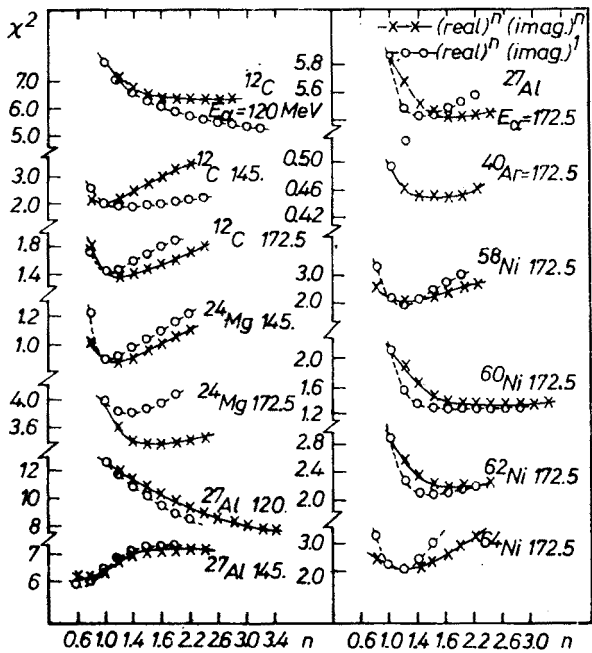 χ²
7.0
6.0
5.0
¹²C
Eα=120 MeV
3.0
2.0
¹²C 145.
1.8
1.4
¹²C 172.5
1.2
1.0
²⁴Mg 145.
4.0
3.6
²⁴Mg 172.5
12
10
8
²⁷Al 120.
7
6
²⁷Al 145.
0.6 1.0 1.4 1.8 2.2 2.6 3.0 3.4 n
-x-x-(real)ⁿ(imag.)ⁿ
-o-o-(real)ⁿ(imag.)¹
5.8
5.6
²⁷Al
Eα=172.5
0.50
0.46
0.42
⁴⁰Ar=172.5
3.0
2.0
⁵⁸Ni 172.5
2.0
1.6
1.2
⁶⁰Ni 172.5
2.8
2.4
2.0
⁶²Ni 172.5
3.0
2.0
⁶⁴Ni 172.5
0.6 1.0 1.4 1.8 2.2 2.6 3.0 n